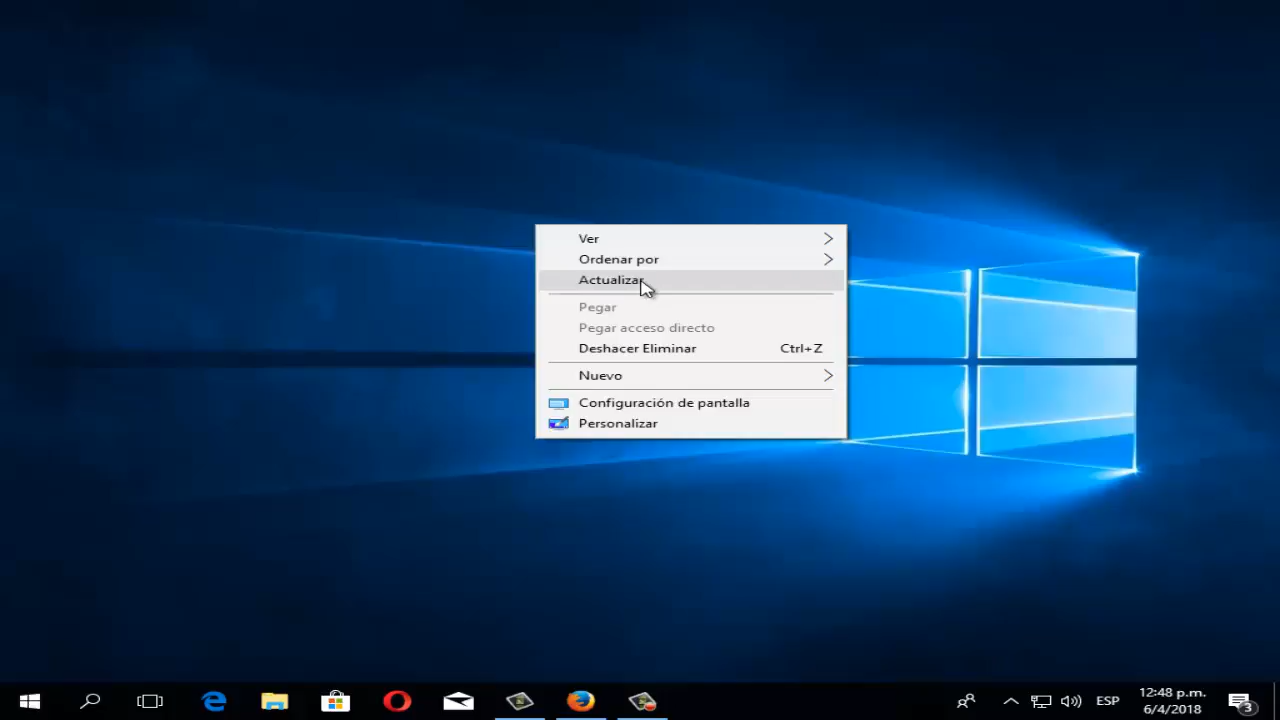 Ver
Ordenar por
Actualizar
Pegar
Pegar acceso directo
Deshacer Eliminar Ctrl+Z
Nuevo
Configuración de pantalla
Personalizar
ESP
12:48 p.m.
6/4/2018
3